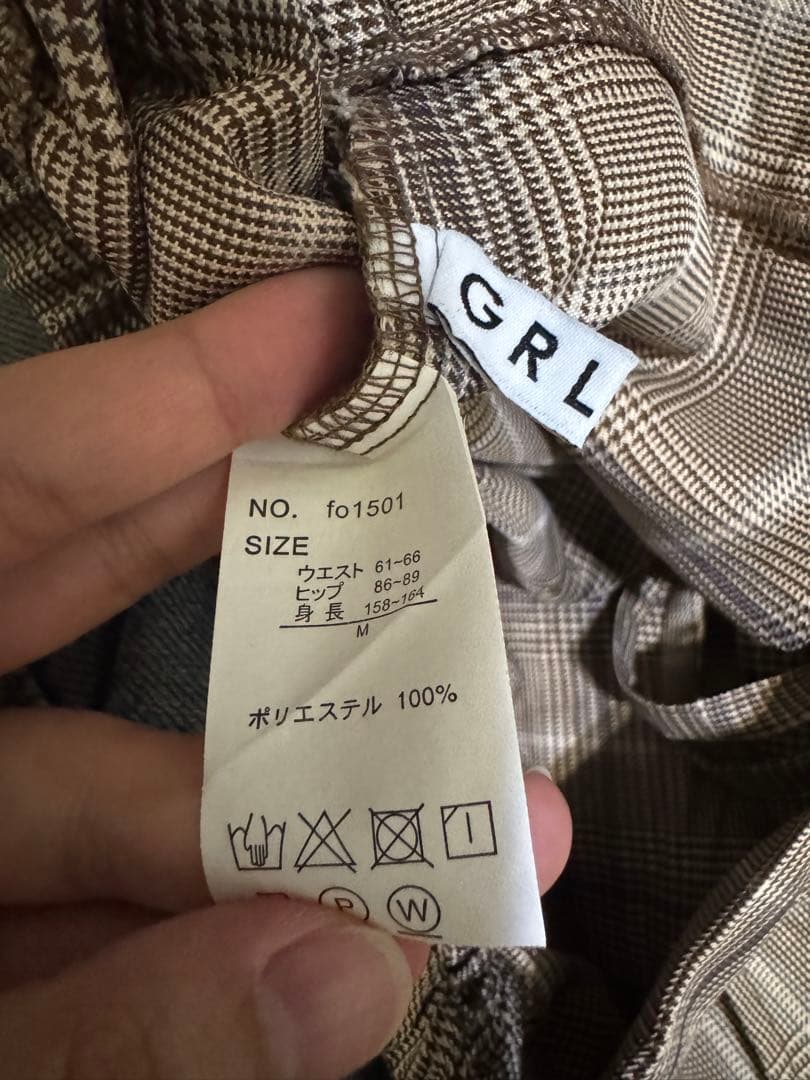 GRL
NO. fo1501
SIZE
ウエスト 61~66
ヒップ 86~89
身長 158~164
M
ポリエステル 100%
P
W